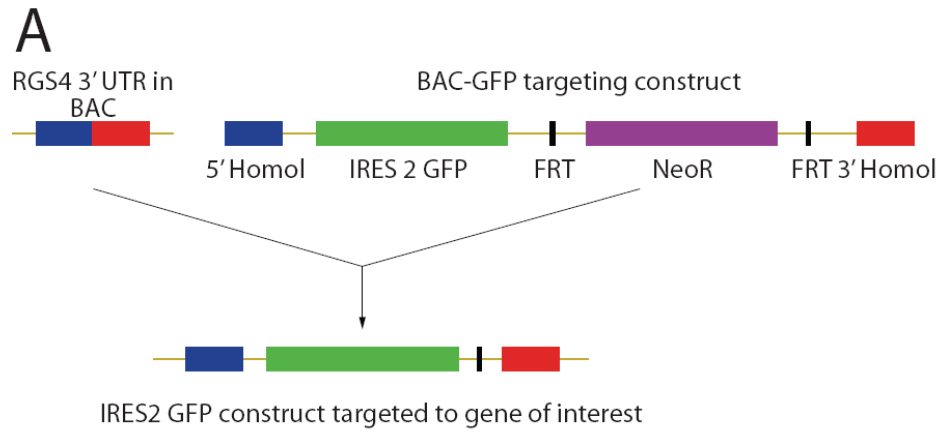 A
RGS4 3’ UTR in
BAC
BAC-GFP targeting construct
5’ Homol
IRES 2 GFP
FRT
NeoR
FRT 3’ Homol
IRES2 GFP construct targeted to gene of interest